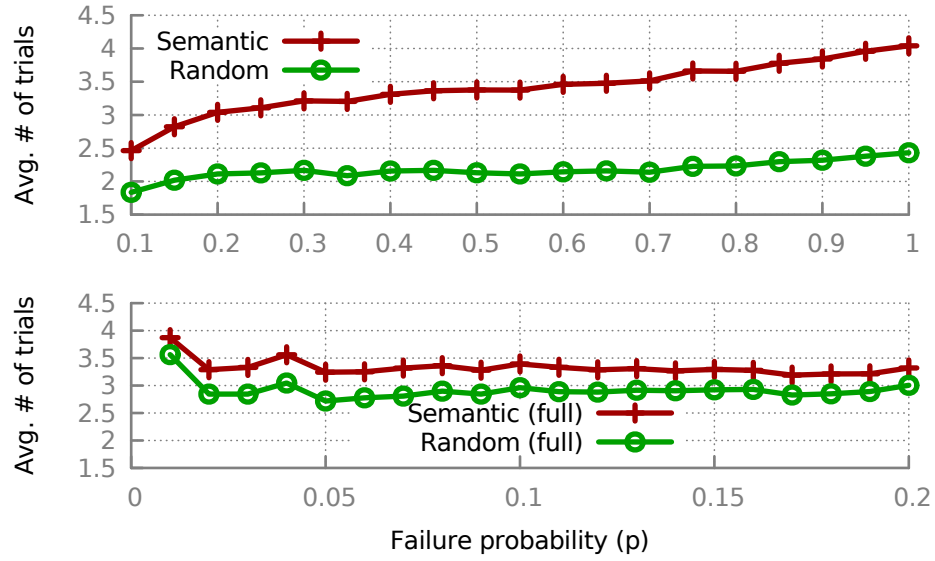 Avg. # of trials
4.5
4
3.5
3
2.5
2
1.5
Semantic
Random
0.1 0.2 0.3 0.4 0.5 0.6 0.7 0.8 0.9 1
Avg. # of trials
4.5
4
3.5
3
2.5
2
1.5
Semantic (full)
Random (full)
0 0.05 0.1 0.15 0.2
Failure probability (p)